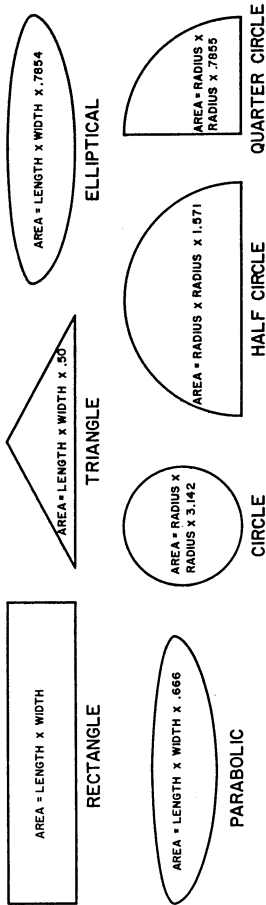 AREA = LENGTH X WIDTH
RECTANGLE
AREA = LENGTH X WIDTH X .50
TRIANGLE
AREA = LENGTH X WIDTH X .7854
ELLIPTICAL
AREA = LENGTH X WIDTH X .666
PARABOLIC
AREA = RADIUS X
RADIUS X 3.142
CIRCLE
AREA = RADIUS X RADIUS X 1.571
HALF CIRCLE
AREA = RADIUS X
RADIUS X .7855
QUARTER CIRCLE